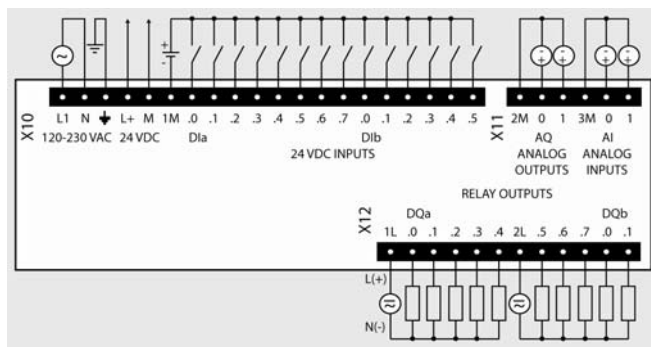 +
-
X10
L1 N L+ M 1M .0 .1 .2 .3 .4 .5 .6 .7 .0 .1 .2 .3 .4 .5
120-230 VAC 24 VDC DIa DIb
24 VDC INPUTS
X11
2M 0 1 3M 0 1
AQ AI
ANALOG ANALOG
OUTPUTS INPUTS
RELAY OUTPUTS
X12
DQa DQb
1L .0 .1 .2 .3 .4 2L .5 .6 .7 .0 .1
L(+)
N(-)